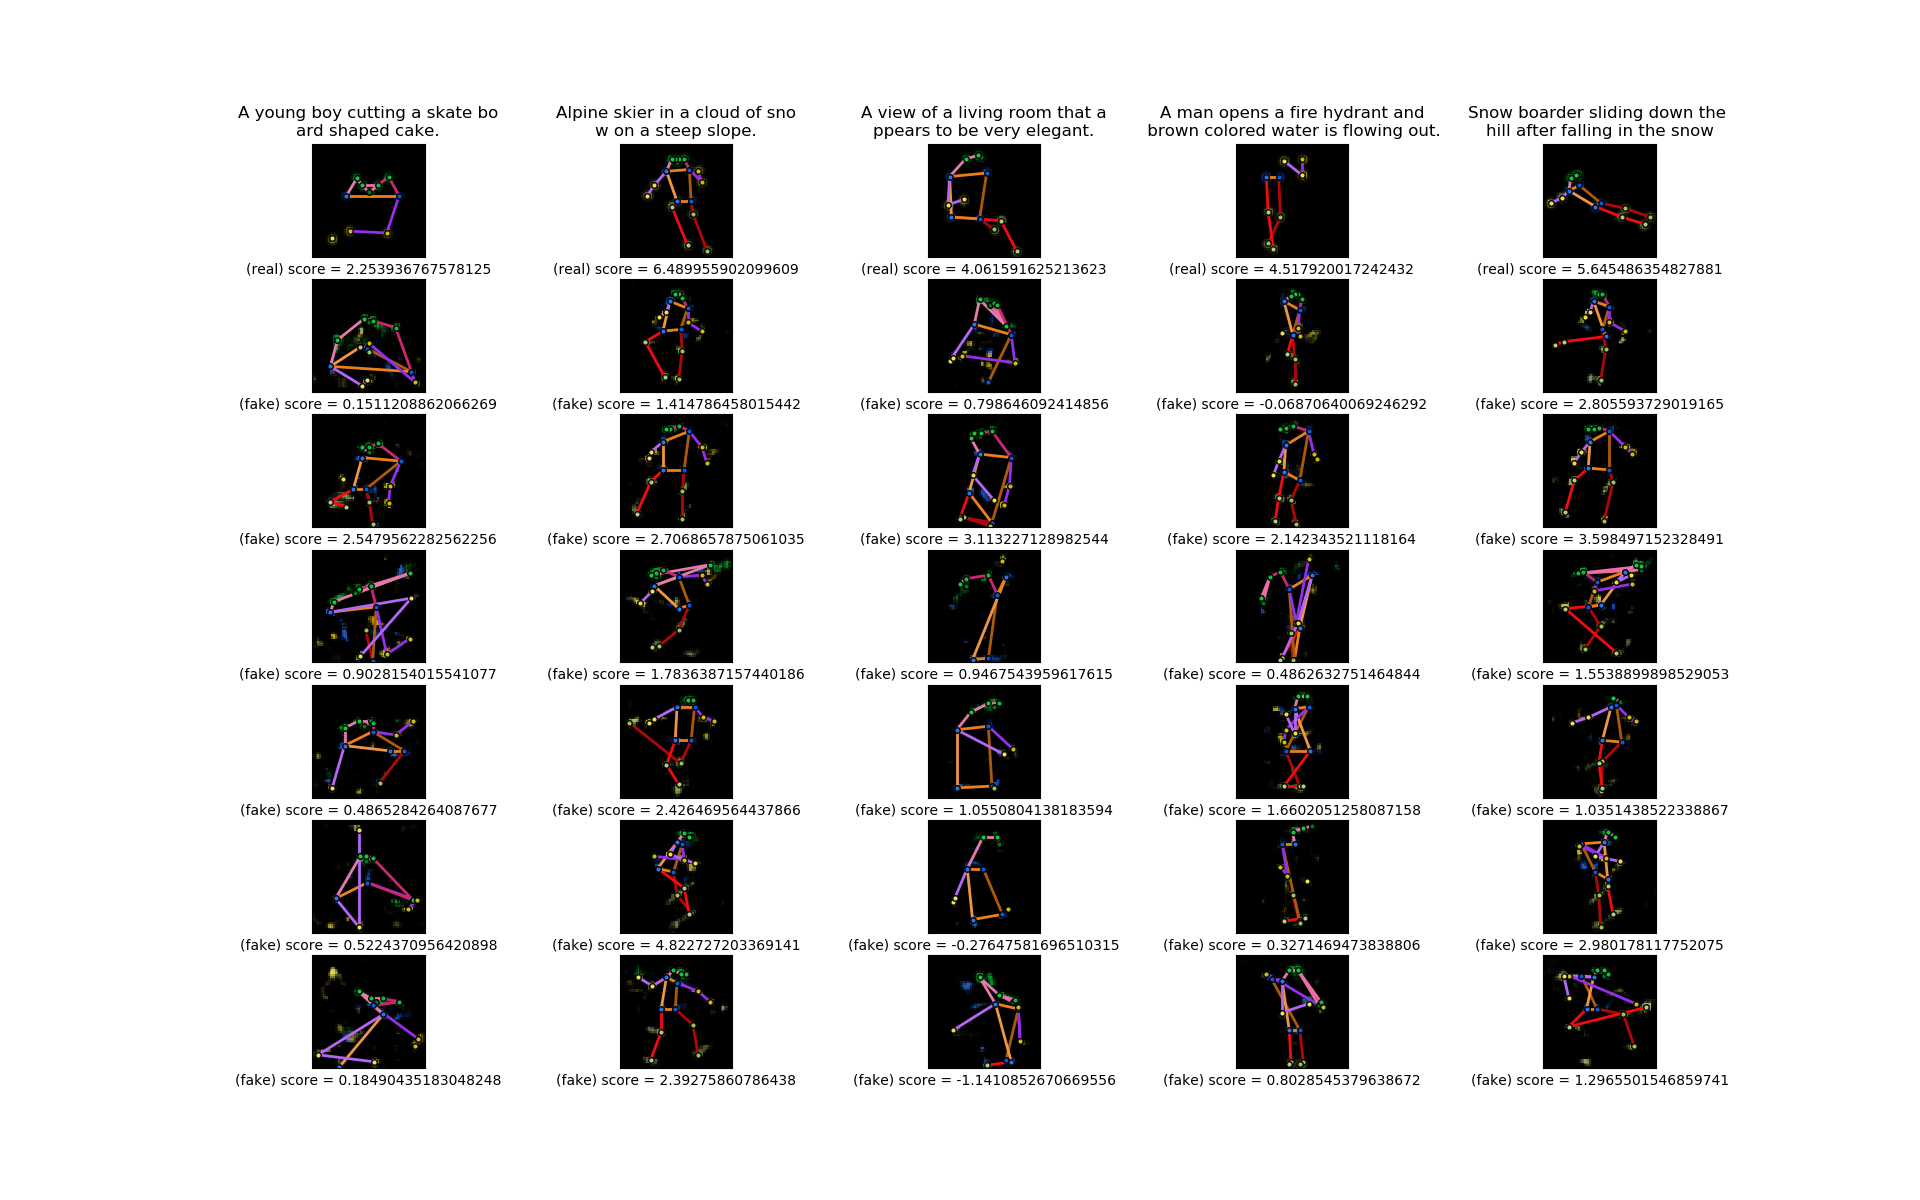 A young boy cutting a skate bo
ard shaped cake.
Alpine skier in a cloud of sno
w on a steep slope.
A view of a living room that a
ppears to be very elegant.
A man opens a fire hydrant and
brown colored water is flowing out.
Snow boarder sliding down the
hill after falling in the snow
(real) score = 2.253936767578125
(real) score = 6.489955902099609
(real) score = 4.061591625213623
(real) score = 4.517920017242432
(real) score = 5.645486354827881
(fake) score = 0.1511208862066269
(fake) score = 1.414786458015442
(fake) score = 0.798646092414856
(fake) score = -0.06870640069246292
(fake) score = 2.805593729019165
(fake) score = 2.5479562282562256
(fake) score = 2.7068657875061035
(fake) score = 3.113227128982544
(fake) score = 2.142343521118164
(fake) score = 3.598497152328491
(fake) score = 0.9028154015541077
(fake) score = 1.7836387157440186
(fake) score = 0.9467543959617615
(fake) score = 0.4862632751464844
(fake) score = 1.5538899898529053
(fake) score = 0.4865284264087677
(fake) score = 2.426469564437866
(fake) score = 1.0550804138183594
(fake) score = 1.6602051258087158
(fake) score = 1.0351438522338867
(fake) score = 0.5224370956420898
(fake) score = 4.822727203369141
(fake) score = -0.27647581696510315
(fake) score = 0.3271469473838806
(fake) score = 2.980178117752075
(fake) score = 0.18490435183048248
(fake) score = 2.39275860786438
(fake) score = -1.1410852670669556
(fake) score = 0.8028545379638672
(fake) score = 1.2965501546859741